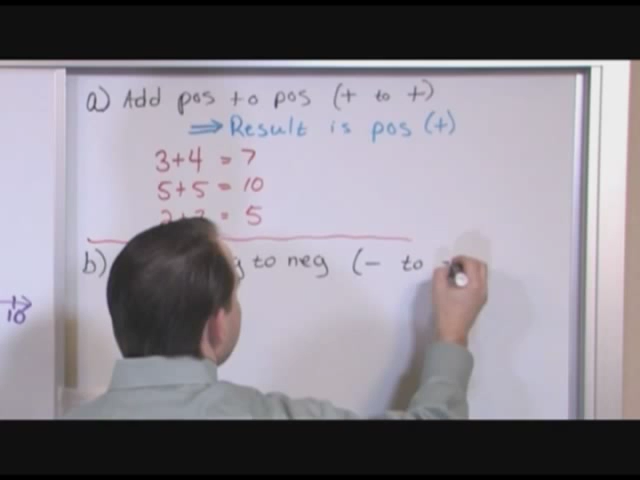 a) Add pos to pos (+ to +)
⇒ Result is pos (+)
3+4 = 7
5+5 = 10
= 5
b) to neg (- to
10